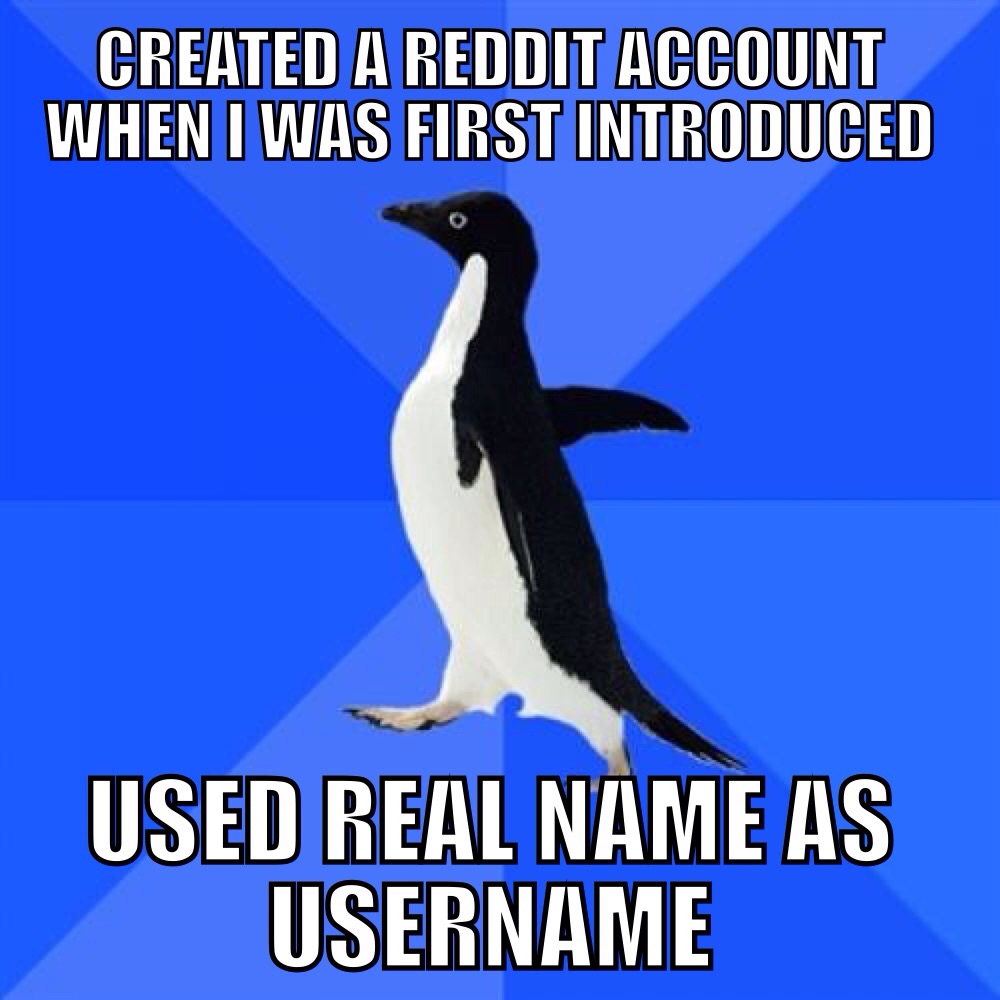 CREATED A REDDIT ACCOUNT
WHEN I WAS FIRST INTRODUCED
USED REAL NAME AS
USERNAME